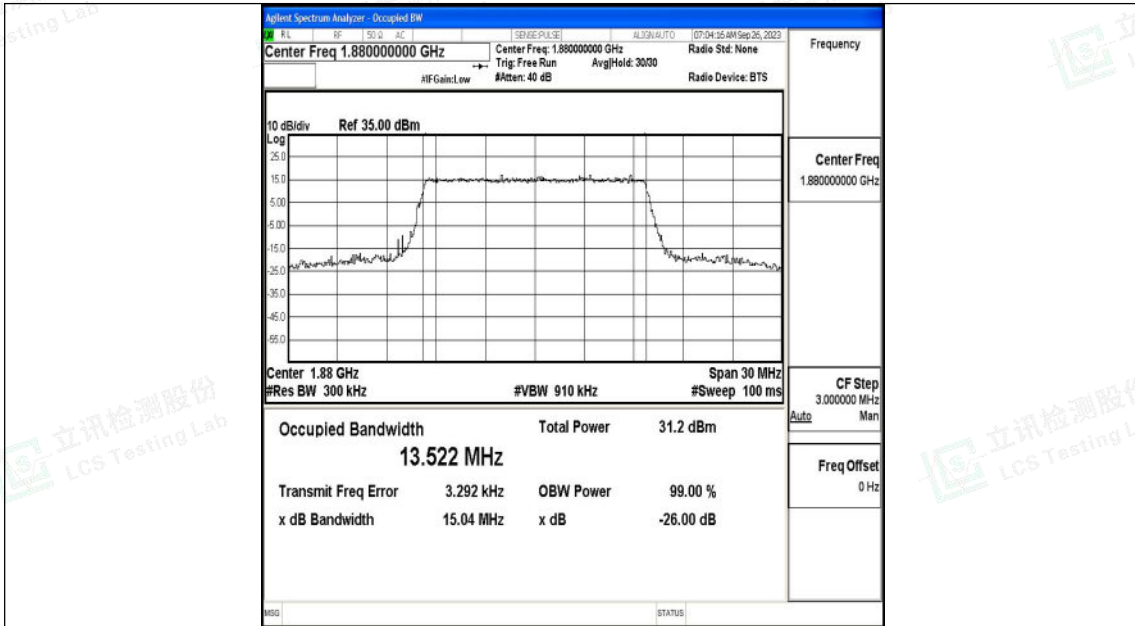 Agilent Spectrum Analyzer - Occupied BW
RL RF 50 Ω AC SENSE:PULSE ALIGNAUTO 07:04:16 AM Sep 26, 2023
Center Freq 1.880000000 GHz
Center Freq: 1.880000000 GHz
Radio Std: None
Trig: Free Run Avg|Hold: 30/30
#IFGain:Low
#Atten: 40 dB
Radio Device: BTS
10 dB/div Ref 35.00 dBm
Log
25.0
15.0
5.00
-5.00
-15.0
-25.0
-35.0
-45.0
-55.0
Center 1.88 GHz Span 30 MHz
#Res BW 300 kHz #VBW 910 kHz #Sweep 100 ms
Occupied Bandwidth Total Power 31.2 dBm
13.522 MHz
Transmit Freq Error 3.292 kHz OBW Power 99.00 %
x dB Bandwidth 15.04 MHz x dB -26.00 dB
MSG STATUS
Frequency
Center Freq
1.880000000 GHz
CF Step
3.000000 MHz
Auto Man
Freq Offset
0 Hz
立讯检测股份
LCS Testing Lab
立讯检测股份
LCS Testing L
sting Lab